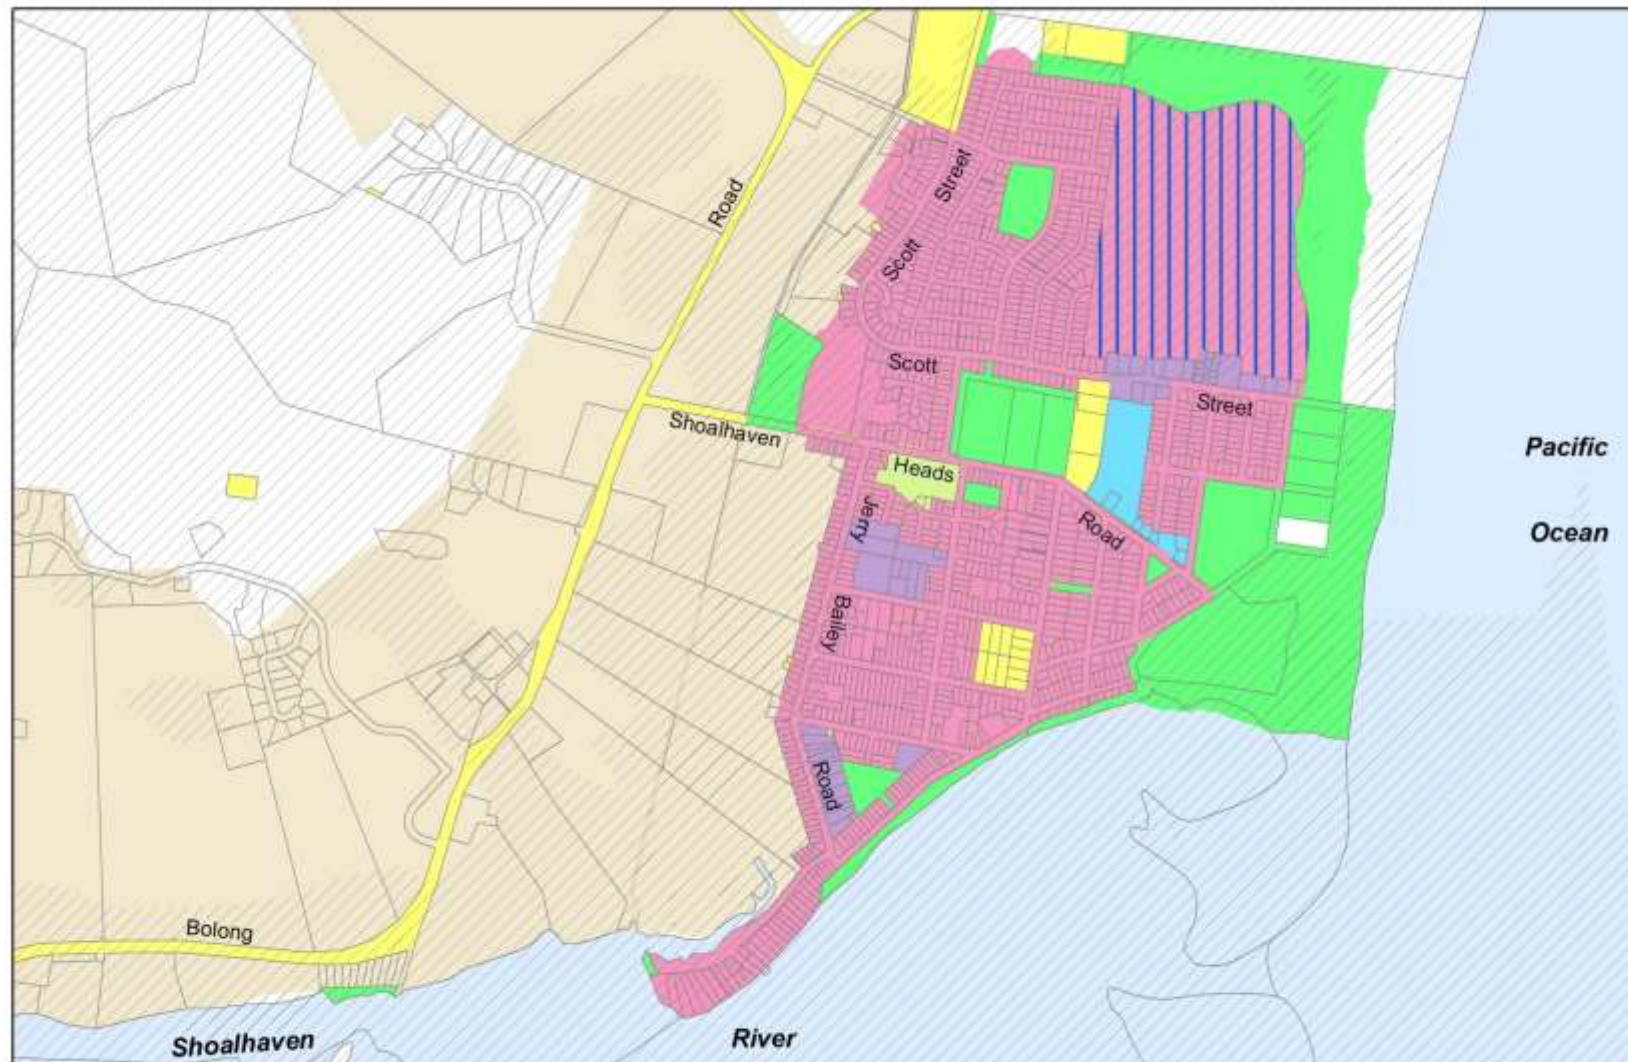 Street
Road
Scott
Scott
Street
Shoalhaven
Heads
Jerry
Road
Bailey
Road
Bolong
Pacific
Ocean
Shoalhaven
River